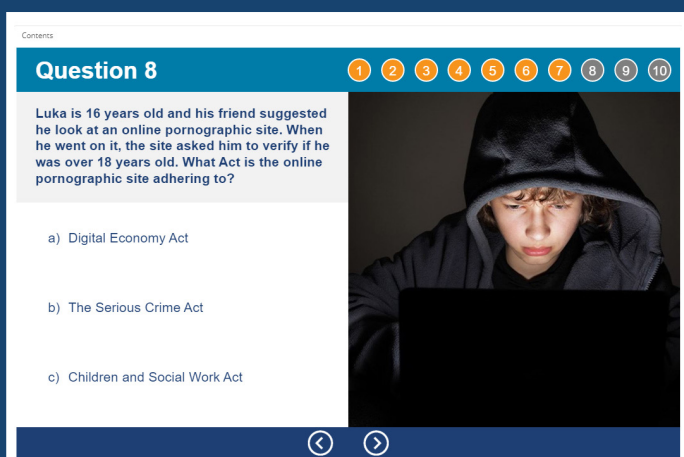 Contents
Question 8
1 2 3 4 5 6 7 8 9 10
Luka is 16 years old and his friend suggested
he look at an online pornographic site. When
he went on it, the site asked him to verify if he
was over 18 years old. What Act is the online
pornographic site adhering to?
a) Digital Economy Act
b) The Serious Crime Act
c) Children and Social Work Act